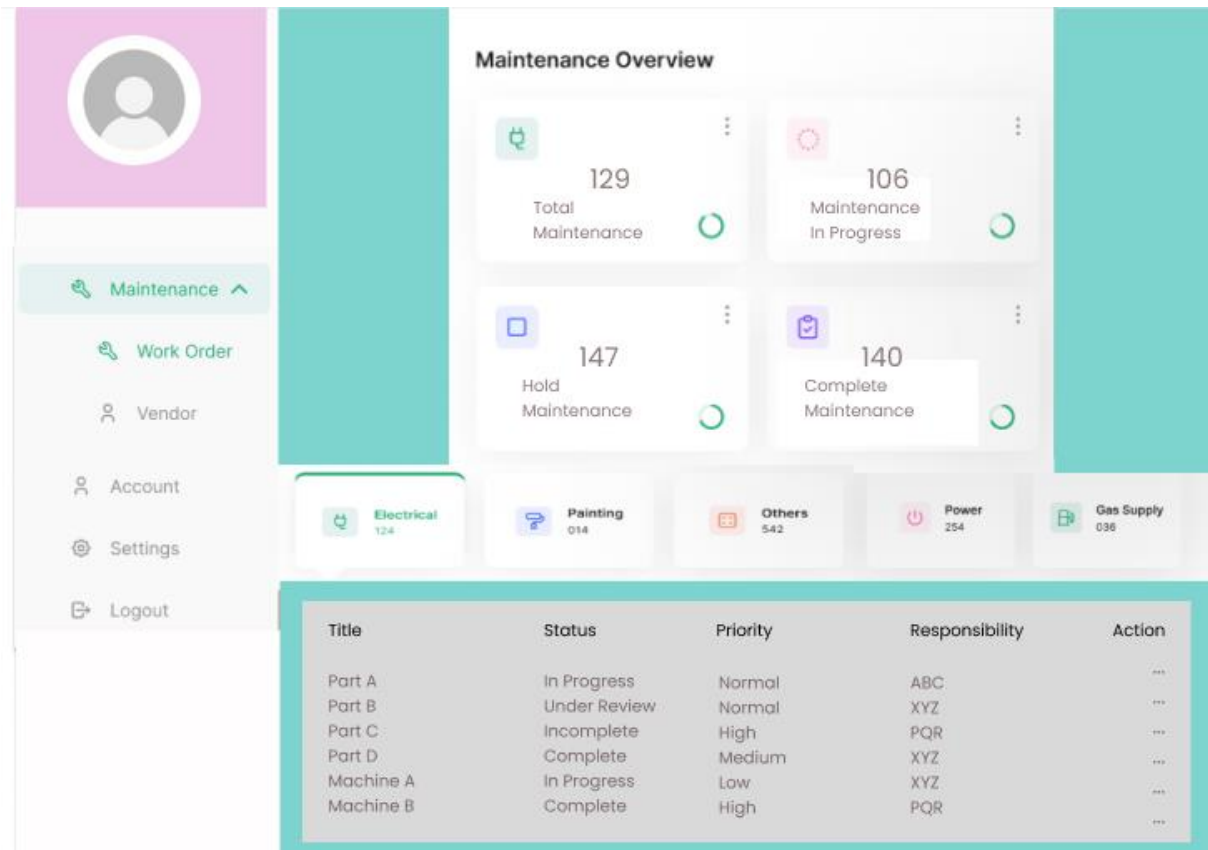 Maintenance Overview
129
Total
Maintenance
106
Maintenance
In Progress
147
Hold
Maintenance
140
Complete
Maintenance
Maintenance
Work Order
Vendor
Account
Settings
Logout
Electrical
124
Painting
014
Others
542
Power
254
Gas Supply
036
Title Status Priority Responsibility Action
Part A In Progress Normal ABC ...
Part B Under Review Normal XYZ ...
Part C Incomplete High PQR ...
Part D Complete Medium XYZ ...
Machine A In Progress Low XYZ ...
Machine B Complete High PQR ...